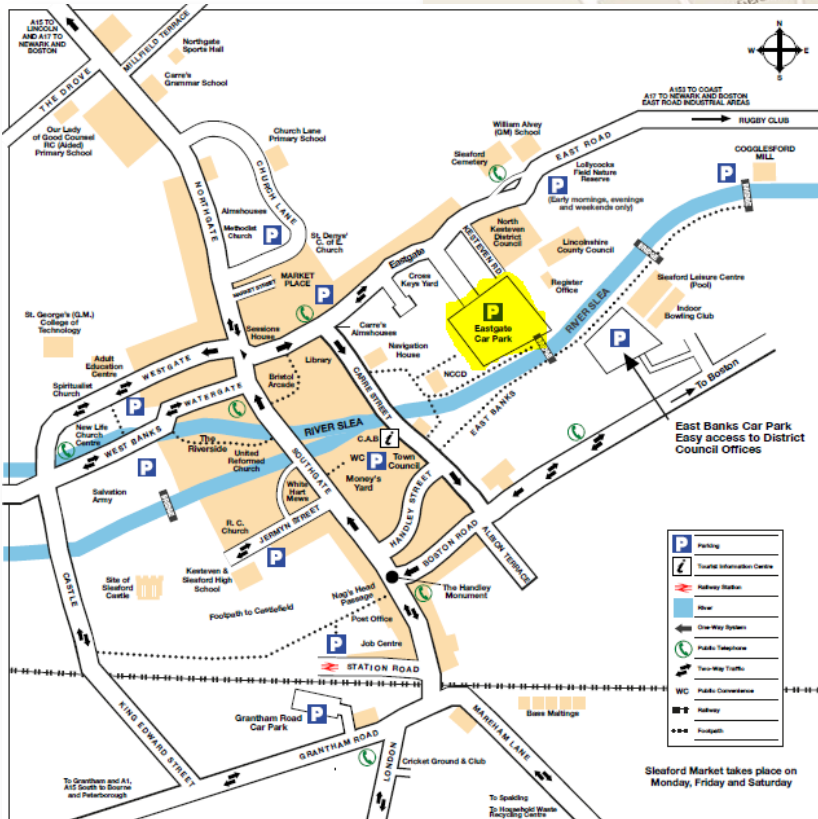 A15 TO
LINCOLN
AND A17 TO
NEWARK AND
BOSTON
MILLFIELD TERRACE
Northgate
Sports Hall
THE DROVE
Carre's
Grammar School
Our Lady
of Good Counsel
RC (Aided)
Primary School
N
W
E
S
A153 TO COAST
A17 TO NEWARK AND BOSTON
EAST ROAD INDUSTRIAL AREAS
RUGBY CLUB
William Alvey
(GM) School
EAST ROAD
Church Lane
Primary School
CHURCH LANE
NORTHGATE
Sleaford
Cemetery
Lollycocks
Field Nature
Reserve
P
(Early mornings, evenings
and weekends only)
COGGLESFORD
MILL
P
Almshouses
Methodist
Church
P
St. Denys'
C. of E.
Church
North
Kesteven
District
Council
KESTEVEN RD
Lincolnshire
County Council
Eastgate
Cross
Keys Yard
Register
Office
Sleaford Leisure Centre
(Pool)
Indoor
Bowling Club
MARKET
PLACE
P
MARKET STREET
P
Eastgate
Car Park
RIVER SLEA
P
St. George's (G.M.)
College of
Technology
Sessions
House
Carre's
Almshouses
Navigation
House
Library
NCCD
Adult
Education
Centre
WESTGATE
Spiritualist
Church
Bristol
Arcade
CARRE STREET
To Boston
WATERGATE
P
EAST BANKS
East Banks Car Park
Easy access to District
Council Offices
New Life
Church
Centre
WEST BANKS
The
Riverside
RIVER SLEA
C.A.B
i
United
Reformed
Church
WC
P
Town
Council
P
SOUTHGATE
Money's
Yard
Salvation
Army
White
Hart
Mews
HANDLEY STREET
R. C.
Church
JERMYN STREET
P
BOSTON ROAD
ALBION TERRACE
Kesteven &
Sleaford High
School
Site of
Sleaford
Castle
CASTLE
Nag's Head
Passage
The Handley
Monument
Footpath to Castlefield
Post Office
P
Job Centre
STATION ROAD
Grantham Road
Car Park
P
KING EDWARD STREET
GRANTHAM ROAD
MAREHAM LANE
Bass Maltings
LONDON
Cricket Ground & Club
To Grantham and A1,
A15 South to Bourne
and Peterborough
To Spalding
To Household Waste
Recycling Centre
P Parking
i Tourist Information Centre
Railway Station
River
One-Way System
Public Telephone
Two-Way Traffic
WC Public Convenience
Railway
Footpath
Sleaford Market takes place on
Monday, Friday and Saturday